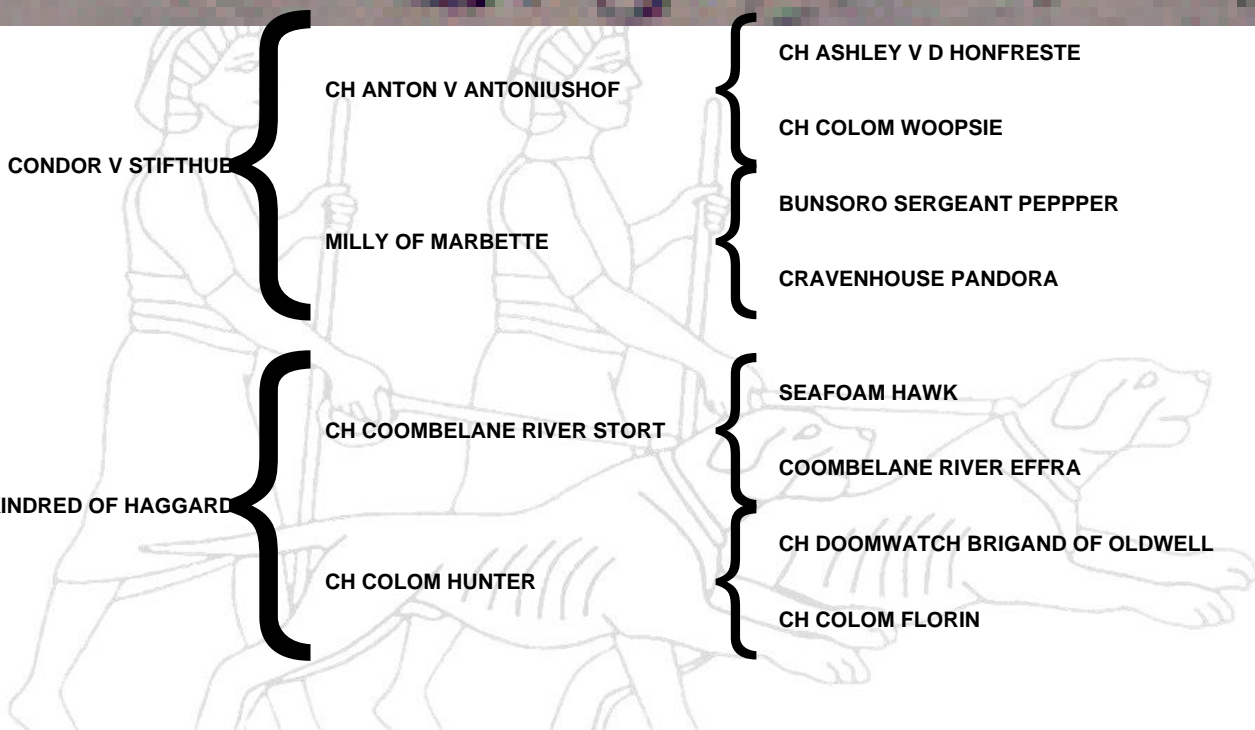 CH ASHLEY V D HONFRESTE
CH ANTON V ANTONIUSHOF
CH COLOM WOOPSIE
CONDOR V STIFTHUB
BUNSORO SERGEANT PEPPPER
MILLY OF MARBETTE
CRAVENHOUSE PANDORA
SEAFOAM HAWK
CH COOMBELANE RIVER STORT
COOMBELANE RIVER EFFRA
INDRED OF HAGGARD
CH DOOMWATCH BRIGAND OF OLDWELL
CH COLOM HUNTER
CH COLOM FLORIN